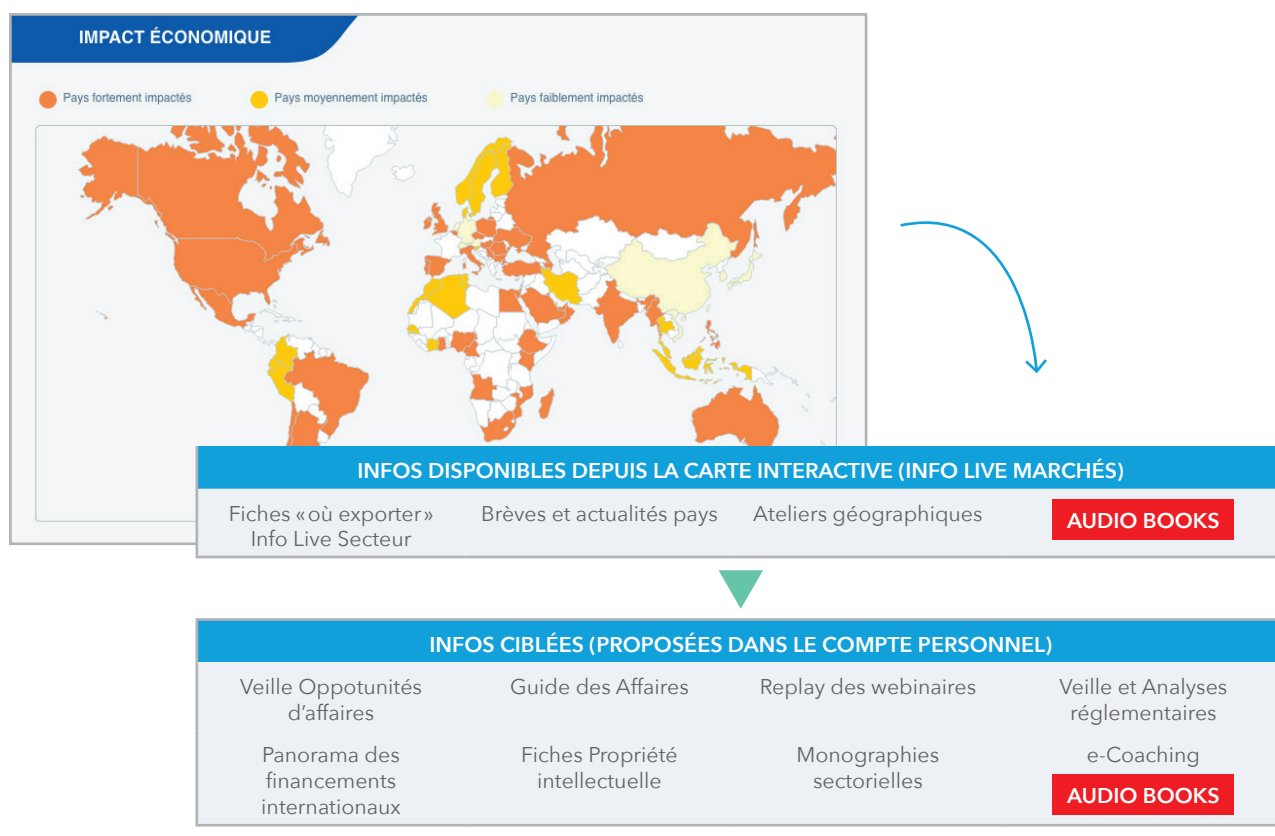 IMPACT ÉCONOMIQUE
Pays fortement impactés
Pays moyennement impactés
Pays faiblement impactés
INFOS DISPONIBLES DEPUIS LA CARTE INTERACTIVE (INFO LIVE MARCHÉS)
Fiches «où exporter»
Info Live Secteur
Brèves et actualités pays
Ateliers géographiques
AUDIO BOOKS
INFOS CIBLÉES (PROPOSÉES DANS LE COMPTE PERSONNEL)
Veille Oppotunités
d'affaires
Guide des Affaires
Replay des webinaires
Veille et Analyses
réglementaires
Panorama des
financements
internationaux
Fiches Propriété
intellectuelle
Monographies
sectorielles
e-Coaching
AUDIO BOOKS